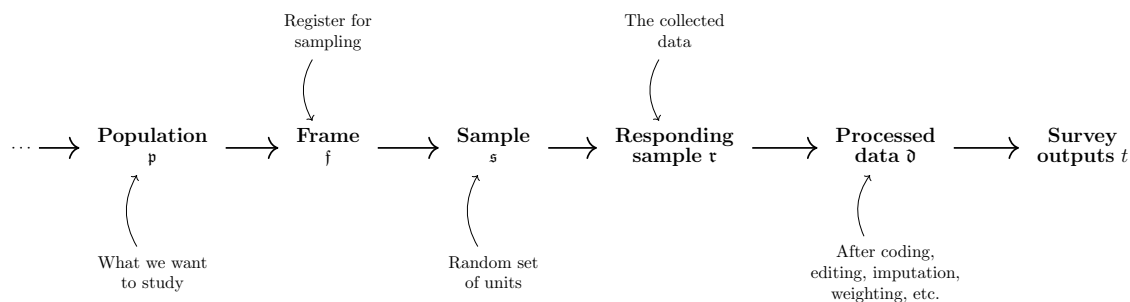 Register for
sampling
The collected
data
··· Population
𝔭
Frame
𝔣
Sample
𝔰
Responding
sample 𝔯
Processed
data 𝔡
Survey
outputs t
What we want
to study
Random set
of units
After coding,
editing, imputation,
weighting, etc.